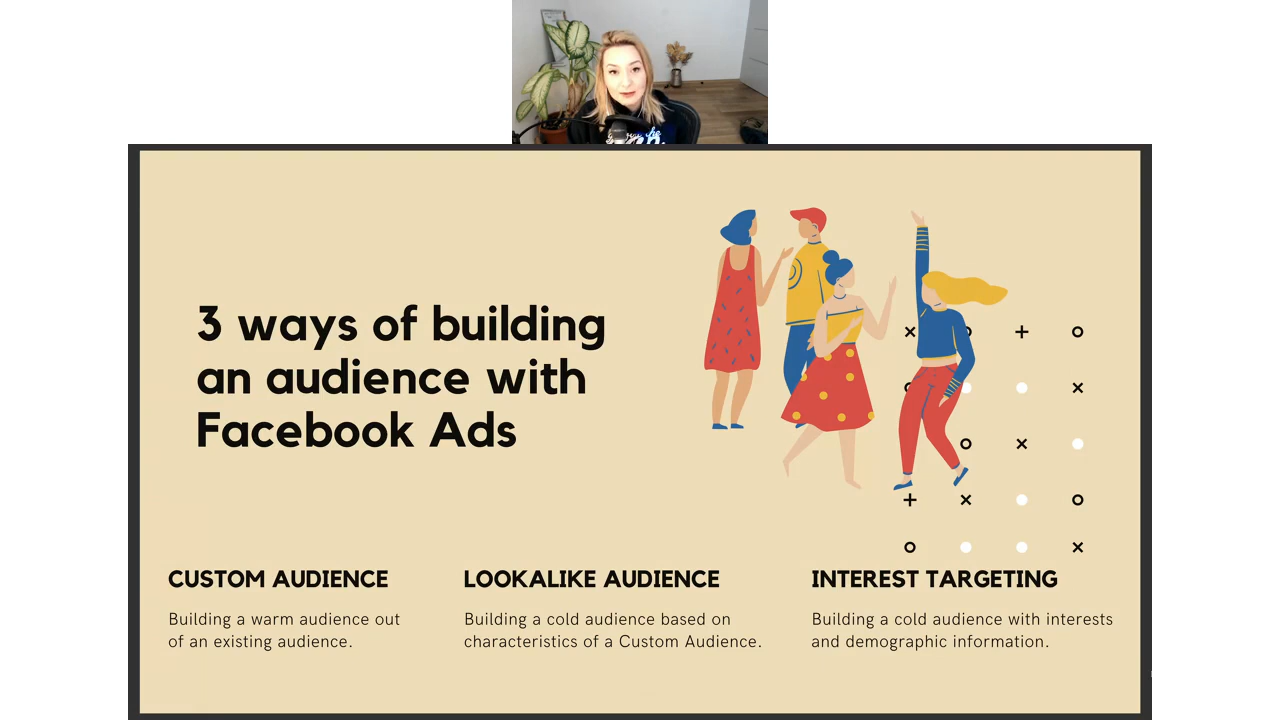 3 ways of building
an audience with
Facebook Ads
CUSTOM AUDIENCE
Building a warm audience out
of an existing audience.
LOOKALIKE AUDIENCE
Building a cold audience based on
characteristics of a Custom Audience.
INTEREST TARGETING
Building a cold audience with interests
and demographic information.